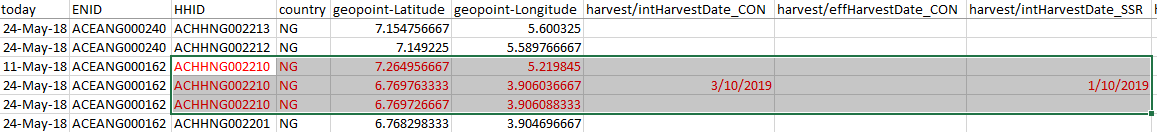 today ENID HHID country geopoint-Latitude geopoint-Longitude harvest/intHarvestDate_CON harvest/effHarvestDate_CON harvest/intHarvestDate_SSR
24-May-18 ACEANG000240 ACHHNG002213 NG 7.154756667 5.600325
24-May-18 ACEANG000240 ACHHNG002212 NG 7.149225 5.589766667
11-May-18 ACEANG000162 ACHHNG002210 NG 7.264956667 5.219845
24-May-18 ACEANG000162 ACHHNG002210 NG 6.769763333 3.906036667 3/10/2019 1/10/2019
24-May-18 ACEANG000162 ACHHNG002210 NG 6.769726667 3.906088333
24-May-18 ACEANG000162 ACHHNG002201 NG 6.768298333 3.904696667